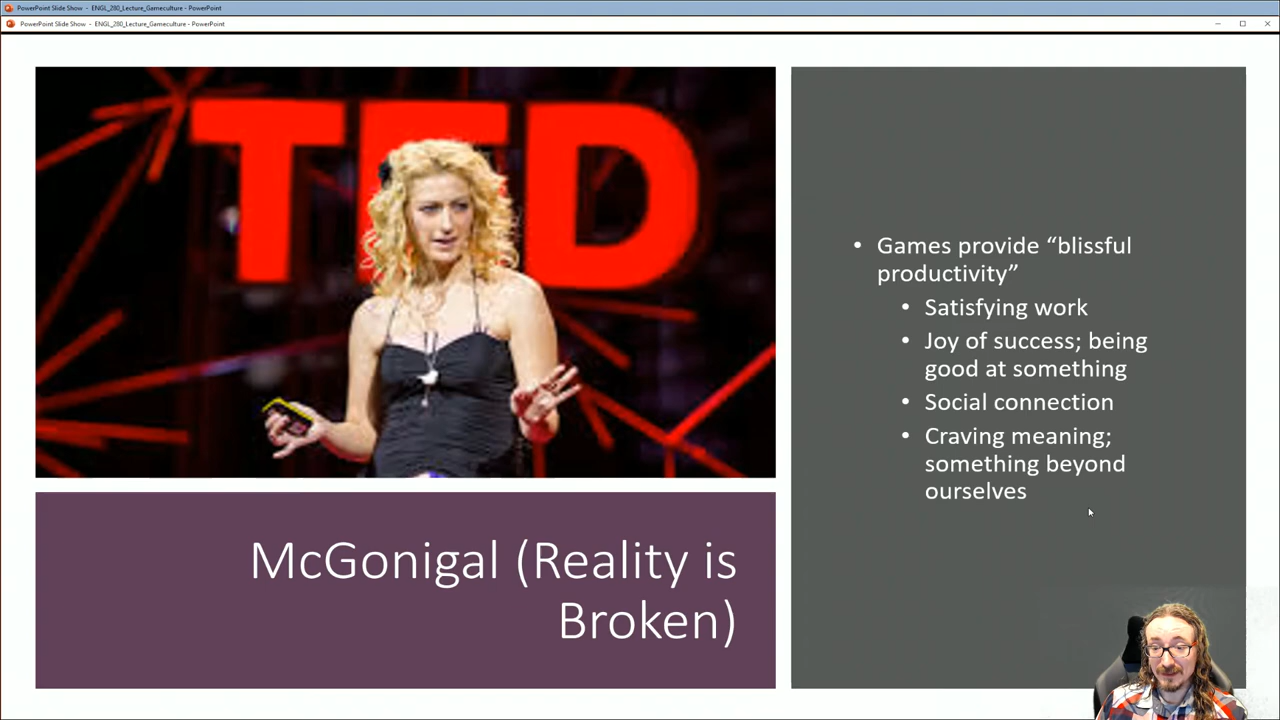 PowerPoint Slide Show - ENGL_280_Lecture_Gameculture - PowerPoint
PowerPoint Slide Show - ENGL_280_Lecture_Gameculture - PowerPoint
TED
• Games provide “blissful
productivity”
• Satisfying work
• Joy of success; being
good at something
• Social connection
• Craving meaning;
something beyond
ourselves
McGonigal (Reality is
Broken)